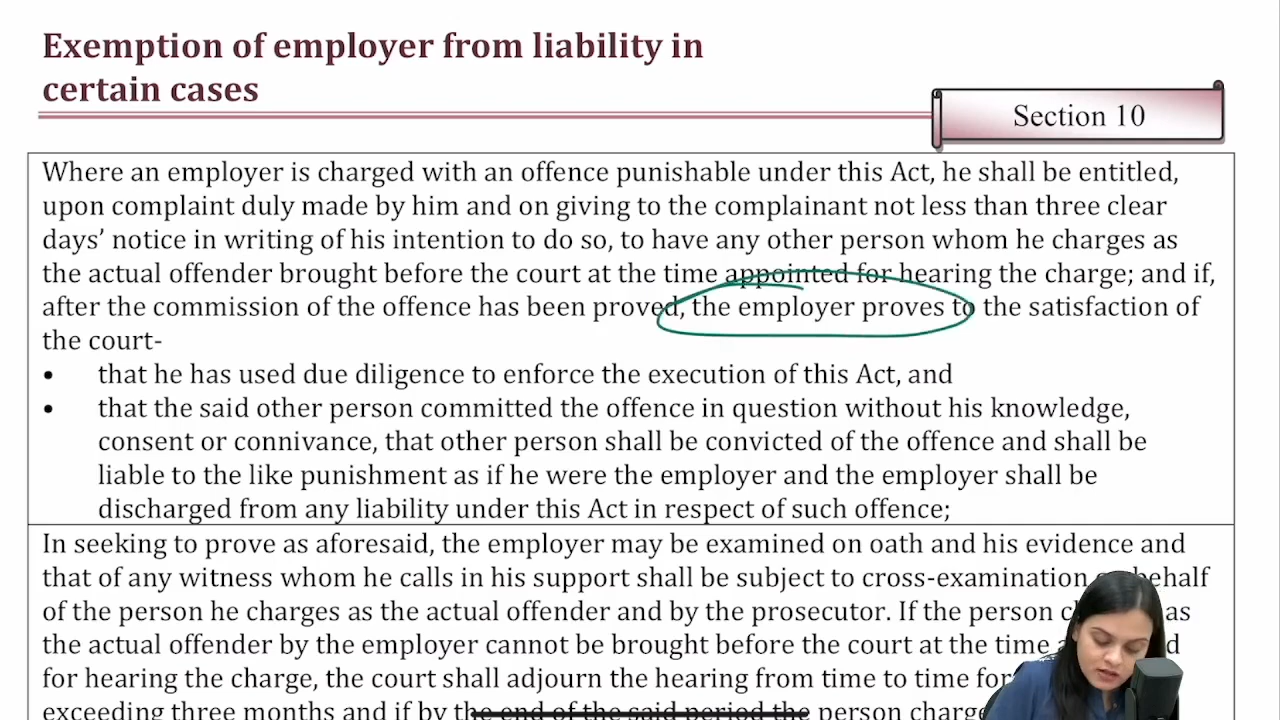 Exemption of employer from liability in
certain cases
Section 10
Where an employer is charged with an offence punishable under this Act, he shall be entitled,
upon complaint duly made by him and on giving to the complainant not less than three clear
days’ notice in writing of his intention to do so, to have any other person whom he charges as
the actual offender brought before the court at the time appointed for hearing the charge; and if,
after the commission of the offence has been proved, the employer proves to the satisfaction of
the court-
• that he has used due diligence to enforce the execution of this Act, and
• that the said other person committed the offence in question without his knowledge,
consent or connivance, that other person shall be convicted of the offence and shall be
liable to the like punishment as if he were the employer and the employer shall be
discharged from any liability under this Act in respect of such offence;
In seeking to prove as aforesaid, the employer may be examined on oath and his evidence and
that of any witness whom he calls in his support shall be subject to cross-examination behalf
of the person he charges as the actual offender and by the prosecutor. If the person as
the actual offender by the employer cannot be brought before the court at the time
for hearing the charge, the court shall adjourn the hearing from time to time for
exceeding three months and if by the end of the said period the person